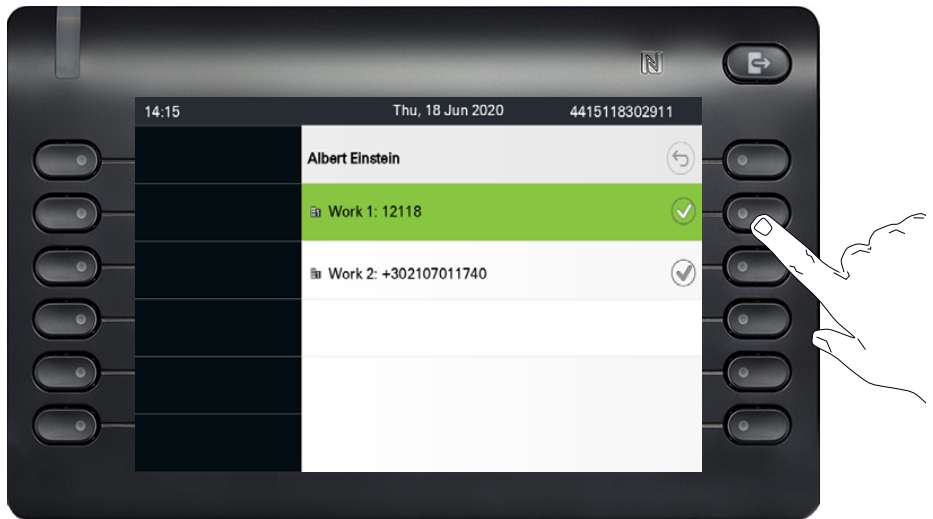 14:15 Thu, 18 Jun 2020 4415118302911
Albert Einstein
Work 1: 12118
Work 2: +302107011740